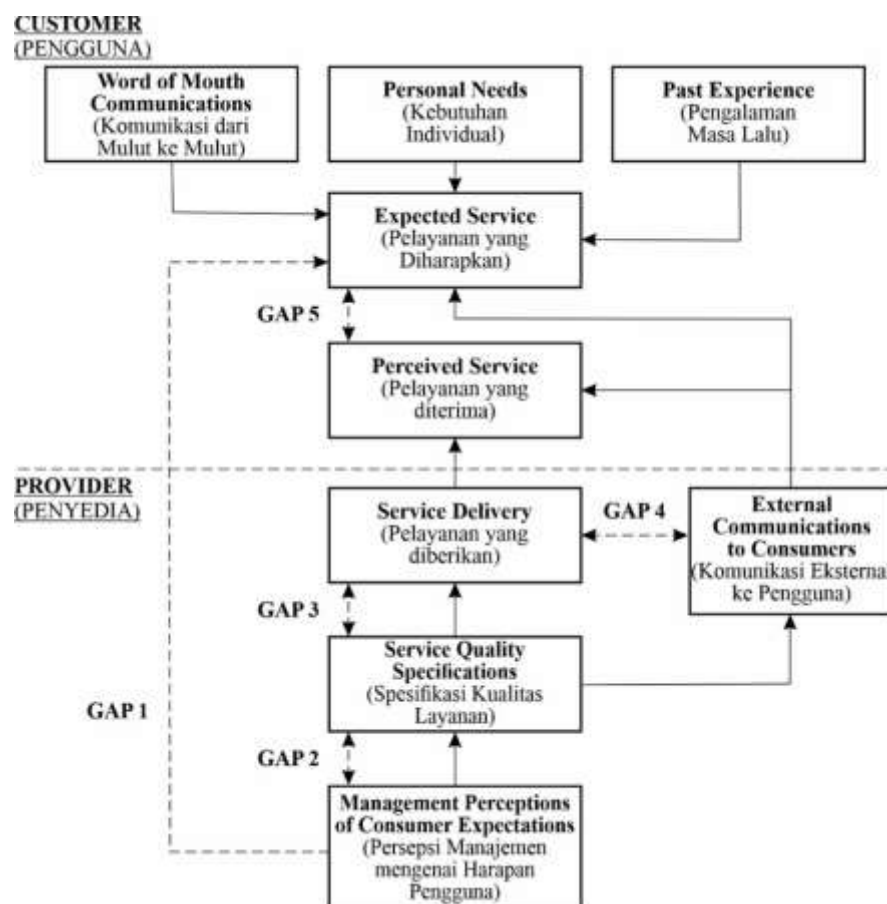 CUSTOMER
(PENGGUNA)
Word of Mouth
Communications
(Komunikasi dari
Mulut ke Mulut)
Personal Needs
(Kebutuhan
Individual)
Past Experience
(Pengalaman
Masa Lalu)
Expected Service
(Pelayanan yang
Diharapkan)
GAP 5
Perceived Service
(Pelayanan yang
diterima)
PROVIDER
(PENYEDIA)
Service Delivery
(Pelayanan yang
diberikan)
GAP 4
External
Communications
to Consumers
(Komunikasi Eksternal
ke Pengguna)
GAP 3
Service Quality
Specifications
(Spesifikasi Kualitas
Layanan)
GAP 1
GAP 2
Management Perceptions
of Consumer Expectations
(Persepsi Manajemen
mengenai Harapan
Pengguna)